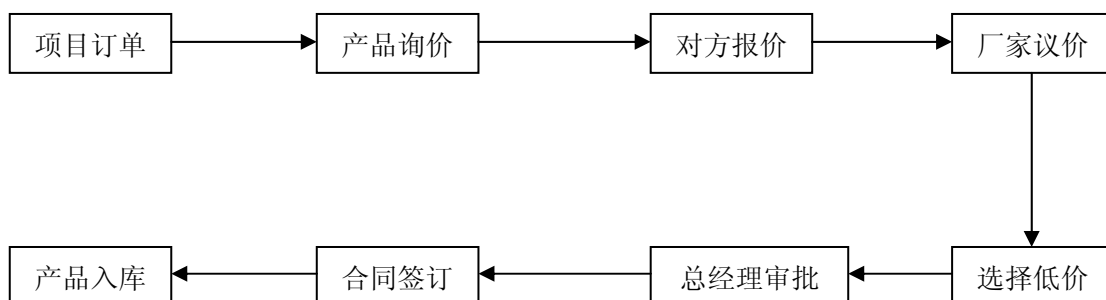 项目订单
产品询价
对方报价
厂家议价
选择低价
总经理审批
合同签订
产品入库